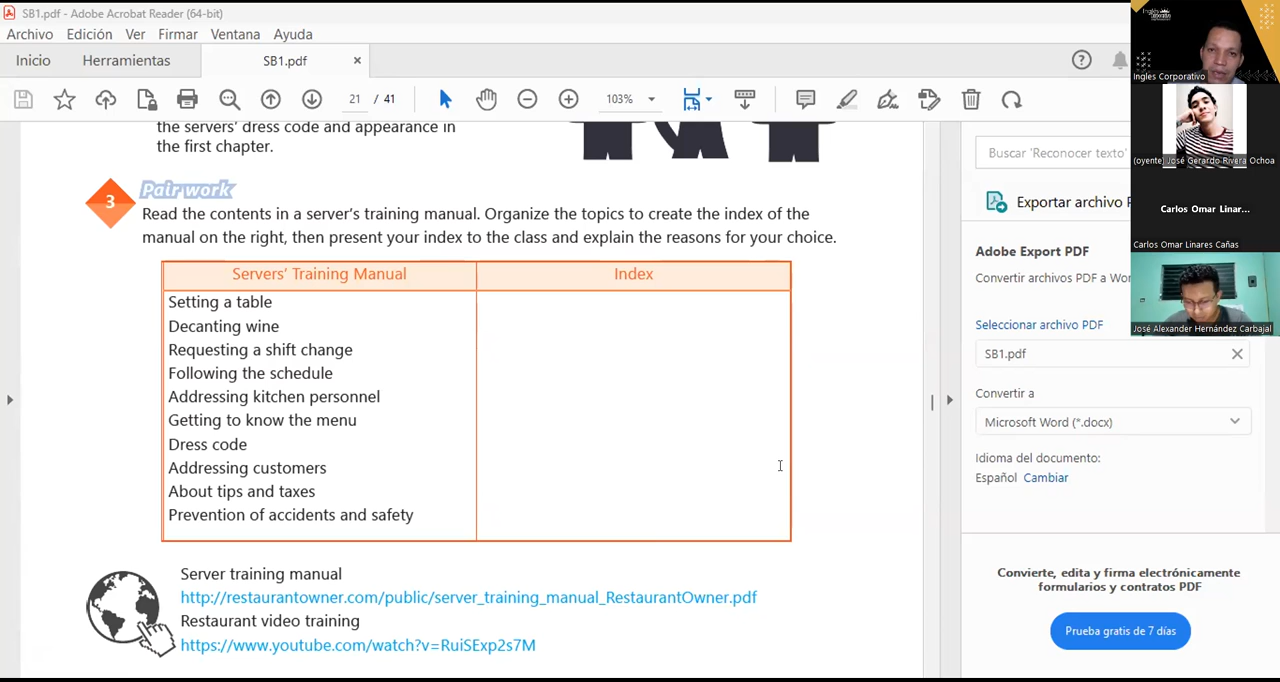 SB1.pdf - Adobe Acrobat Reader (64-bit)
Archivo Edición Ver Firmar Ventana Ayuda
Inicio Herramientas SB1.pdf ×
21 / 41 103%
the servers' dress code and appearance in
the first chapter.
3 Pair work
Read the contents in a server's training manual. Organize the topics to create the index of the
manual on the right, then present your index to the class and explain the reasons for your choice.
Servers' Training Manual Index
Setting a table
Decanting wine
Requesting a shift change
Following the schedule
Addressing kitchen personnel
Getting to know the menu
Dress code
Addressing customers
About tips and taxes
Prevention of accidents and safety
Server training manual
http://restaurantowner.com/public/server_training_manual_RestaurantOwner.pdf
Restaurant video training
https://www.youtube.com/watch?v=RuiSExp2s7M
Buscar 'Reconocer texto'
Exportar archivo P
Adobe Export PDF
Convertir archivos PDF a Wor
Seleccionar archivo PDF
SB1.pdf
Convertir a
Microsoft Word (*.docx)
Idioma del documento:
Español Cambiar
Convierte, edita y firma electrónicamente
formularios y contratos PDF
Prueba gratis de 7 días
Inglés
Corporativo
Ingles Corporativo
(oyente) José Gerardo Rivera Ochoa
Carlos Omar Linar...
Carlos Omar Linares Cañas
José Alexander Hernández Carbajal